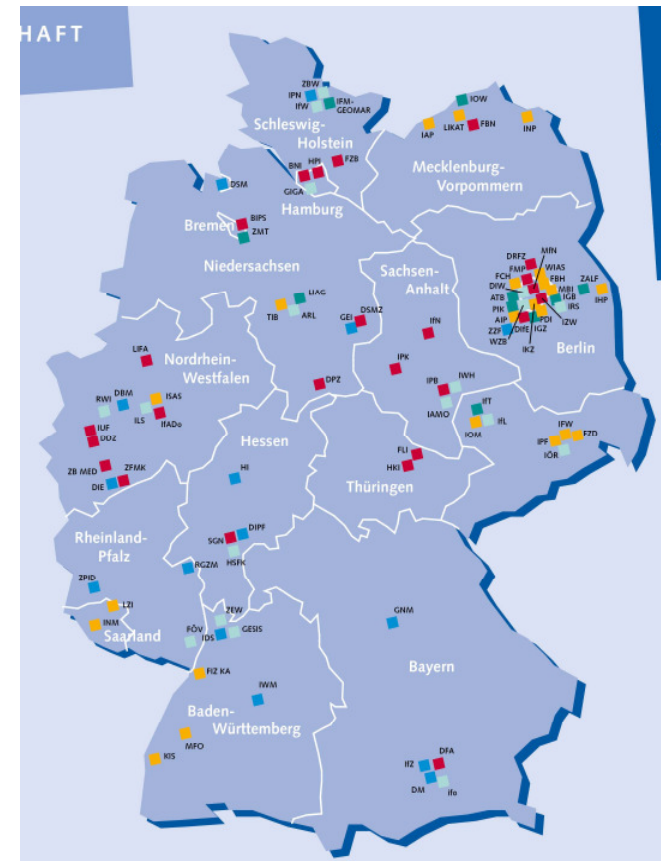 HAFT
ZBW
IPN
IfW
IFM-
GEOMAR
Schleswig-
Holstein
IOW
IAP
LIKAT
FBN
INP
Mecklenburg-
Vorpommern
BNI
HPI
FZB
GIGA
Hamburg
DSM
Bremen
BIPS
ZMT
Niedersachsen
Sachsen-
Anhalt
LIAG
TIB
ARL
GEI
DSMZ
IfN
IPK
DPZ
IPB
IWH
IAMO
MfN
DRFZ
FMP
WIAS
FCH
FBH
DIW
MBI
ZALF
ATB
IGB
IHP
PIK
IRS
AIP
PDI
ZZF
DIfE
IGZ
IZW
WZB
IKZ
Berlin
LIFA
Nordrhein-
Westfalen
RWI
DBM
ISAS
ILS
IfADo
IUF
DDZ
ZB MED
ZFMK
DIE
IfT
IfL
IOM
IFW
IPF
FZD
IÖR
Hessen
HI
FLI
HKI
Thüringen
SGN
DIPF
HSFK
Rheinland-
Pfalz
RGZM
ZPID
LZI
INM
Saarland
ZEW
FÖV
IDS
GESIS
GNM
Bayern
FIZ KA
IWM
Baden-
Württemberg
MFO
KIS
IfZ
DFA
DM
ifo